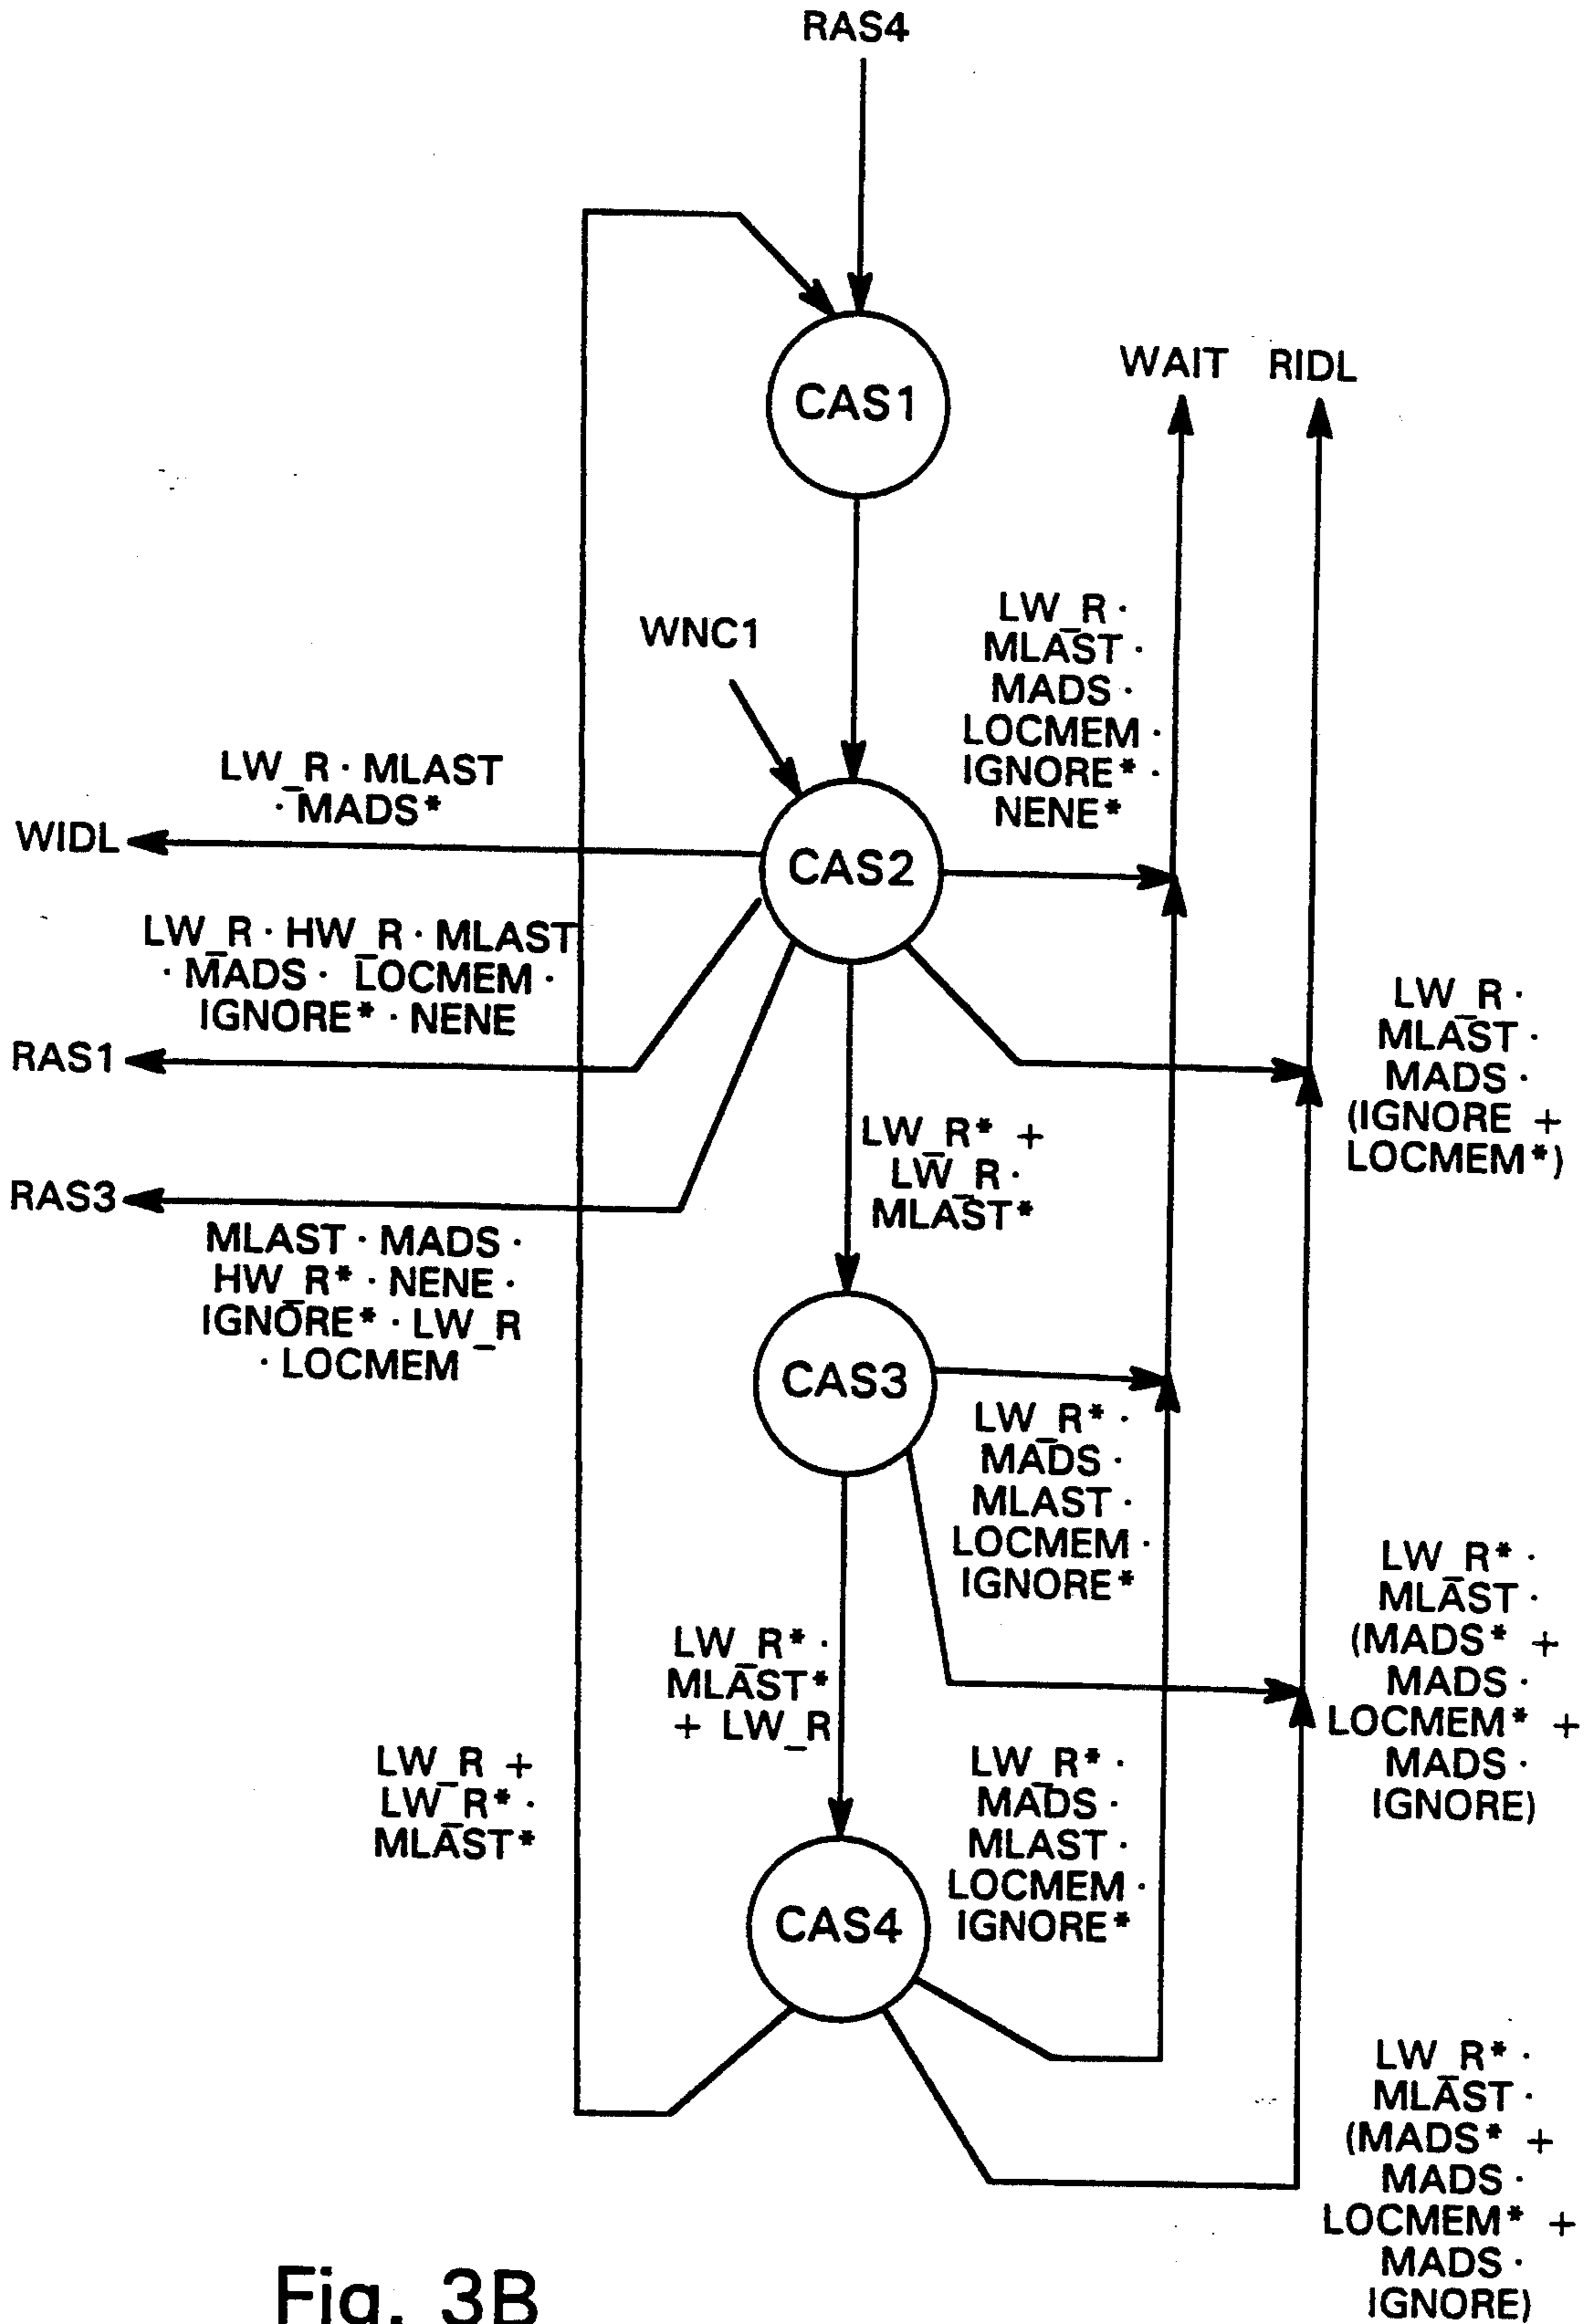 RAS4
CAS1
WAIT RIDL
LW_R ·
MLAST ·
MADS ·
LOCMEM ·
IGNORE* ·
NENE*
WNC1
LW_R · MLAST
· MADS*
WIDL
CAS2
LW_R · HW_R · MLAST
· MADS · LOCMEM ·
IGNORE* · NENE
RAS1
LW_R ·
MLAST ·
MADS ·
(IGNORE +
LOCMEM*)
LW_R* +
LW_R ·
MLAST*
RAS3
MLAST · MADS ·
HW_R* · NENE ·
IGNORE* · LW_R
· LOCMEM
CAS3
LW_R* ·
MADS ·
MLAST ·
LOCMEM ·
IGNORE*
LW_R* ·
MLAST ·
(MADS* +
MADS ·
LOCMEM* +
MADS ·
IGNORE)
LW_R* ·
MLAST*
+ LW_R
LW_R +
LW_R* ·
MLAST*
LW_R* ·
MADS ·
MLAST ·
LOCMEM ·
IGNORE*
CAS4
LW_R* ·
MLAST ·
(MADS* +
MADS ·
LOCMEM* +
MADS ·
IGNORE)
Fig. 3B